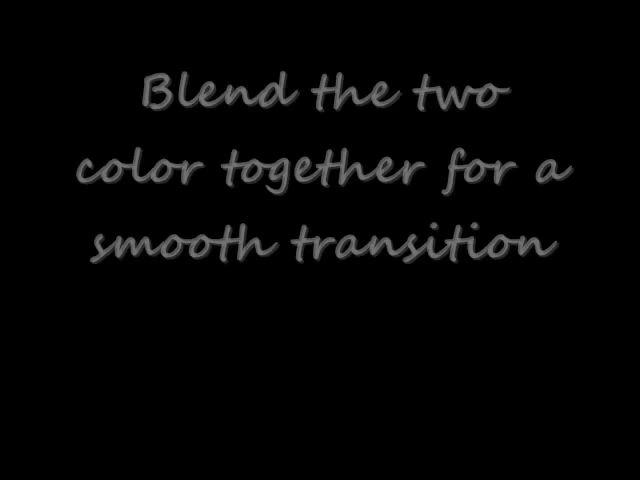 Blend the two
color together for a
smooth transition